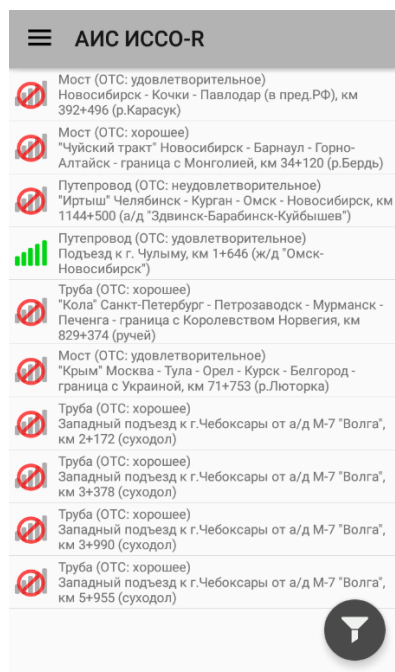 АИС ИССО-R
Мост (ОТС: удовлетворительное)
Новосибирск - Кочки - Павлодар (в пред.РФ), км
392+496 (р.Карасук)
Мост (ОТС: хорошее)
"Чуйский тракт" Новосибирск - Барнаул - Горно-
Алтайск - граница с Монголией, км 34+120 (р.Бердь)
Путепровод (ОТС: неудовлетворительное)
"Иртыш" Челябинск - Курган - Омск - Новосибирск, км
1144+500 (а/д "Здвинск-Барабинск-Куйбышев")
Путепровод (ОТС: удовлетворительное)
Подъезд к г. Чулыму, км 1+646 (ж/д "Омск-
Новосибирск")
Труба (ОТС: хорошее)
"Кола" Санкт-Петербург - Петрозаводск - Мурманск -
Печенга - граница с Королевством Норвегия, км
829+374 (ручей)
Мост (ОТС: удовлетворительное)
"Крым" Москва - Тула - Орел - Курск - Белгород -
граница с Украиной, км 71+753 (р.Люторка)
Труба (ОТС: хорошее)
Западный подъезд к г.Чебоксары от а/д М-7 "Волга",
км 2+172 (суходол)
Труба (ОТС: хорошее)
Западный подъезд к г.Чебоксары от а/д М-7 "Волга",
км 3+378 (суходол)
Труба (ОТС: хорошее)
Западный подъезд к г.Чебоксары от а/д М-7 "Волга",
км 3+990 (суходол)
Труба (ОТС: хорошее)
Западный подъезд к г.Чебоксары от а/д М-7 "Волга",
км 5+955 (суходол)